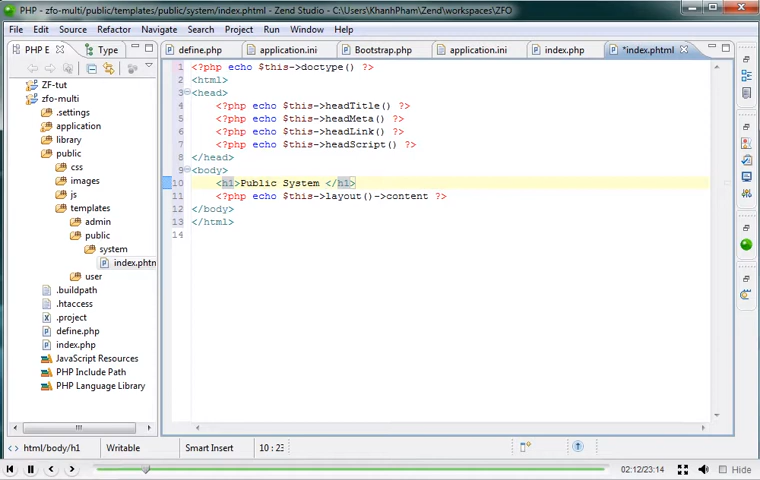 PHP - zfo-multi/public/templates/public/system/index.phtml - Zend Studio - C:\Users\KhanhPham\Zend\workspaces\ZFO
File Edit Source Refactor Navigate Search Project Run Window Help
PHP E Type define.php application.ini Bootstrap.php application.ini index.php *index.phtml
ZF-tut
zfo-multi
.settings
application
library
public
css
images
js
templates
admin
public
system
index.phtn
user
.buildpath
.htaccess
.project
define.php
index.php
JavaScript Resources
PHP Include Path
PHP Language Library
1 <?php echo $this->doctype() ?>
2 <html>
3 <head>
4 <?php echo $this->headTitle() ?>
5 <?php echo $this->headMeta() ?>
6 <?php echo $this->headLink() ?>
7 <?php echo $this->headScript() ?>
8 </head>
9 <body>
10 <h1>Public System </h1>
11 <?php echo $this->layout()->content ?>
12 </body>
13 </html>
14
html/body/h1 Writable Smart Insert 10 : 23
02:12/23:14 Hide